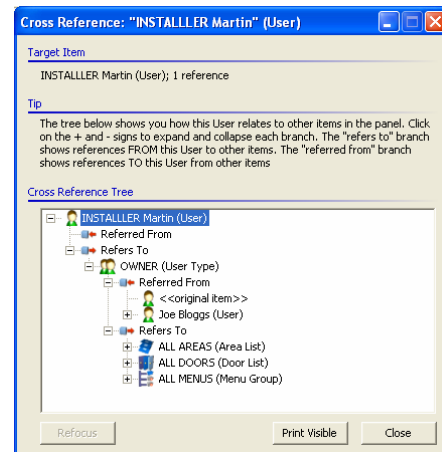 Cross Reference: "INSTALLLER Martin" (User)
Target Item
INSTALLLER Martin (User); 1 reference
Tip
The tree below shows you how this User relates to other items in the panel. Click
on the + and - signs to expand and collapse each branch. The "refers to" branch
shows references FROM this User to other items. The "referred from" branch
shows references TO this User from other items
Cross Reference Tree
INSTALLLER Martin (User)
Referred From
Refers To
OWNER (User Type)
Referred From
<<original item>>
Joe Bloggs (User)
Refers To
ALL AREAS (Area List)
ALL DOORS (Door List)
ALL MENUS (Menu Group)
Refocus
Print Visible
Close